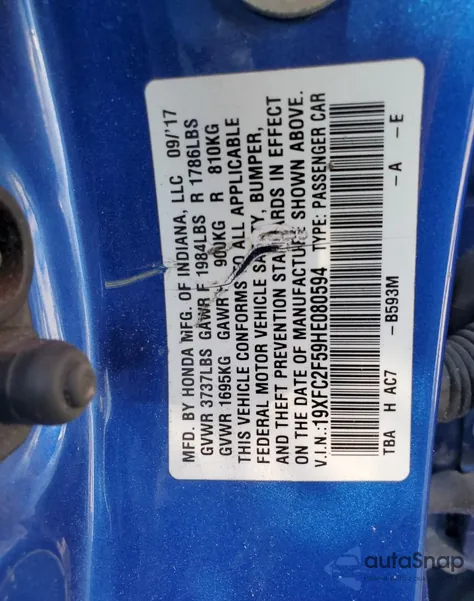 MFD. BY HONDA MFG. OF INDIANA, LLC 09/'17
GVWR 3737LBS GAWR F 1984LBS R 1786LBS
GVWR 1695KG GAWR 900KG R 810KG
THIS VEHICLE CONFORMS TO ALL APPLICABLE
FEDERAL MOTOR VEHICLE SAFETY, BUMPER,
AND THEFT PREVENTION STANDARDS IN EFFECT
ON THE DATE OF MANUFACTURE SHOWN ABOVE.
V.I.N.:19XFC2F59HE080594 TYPE: PASSENGER CAR
TBA H AC7 -B593M -A -E
autoSnap